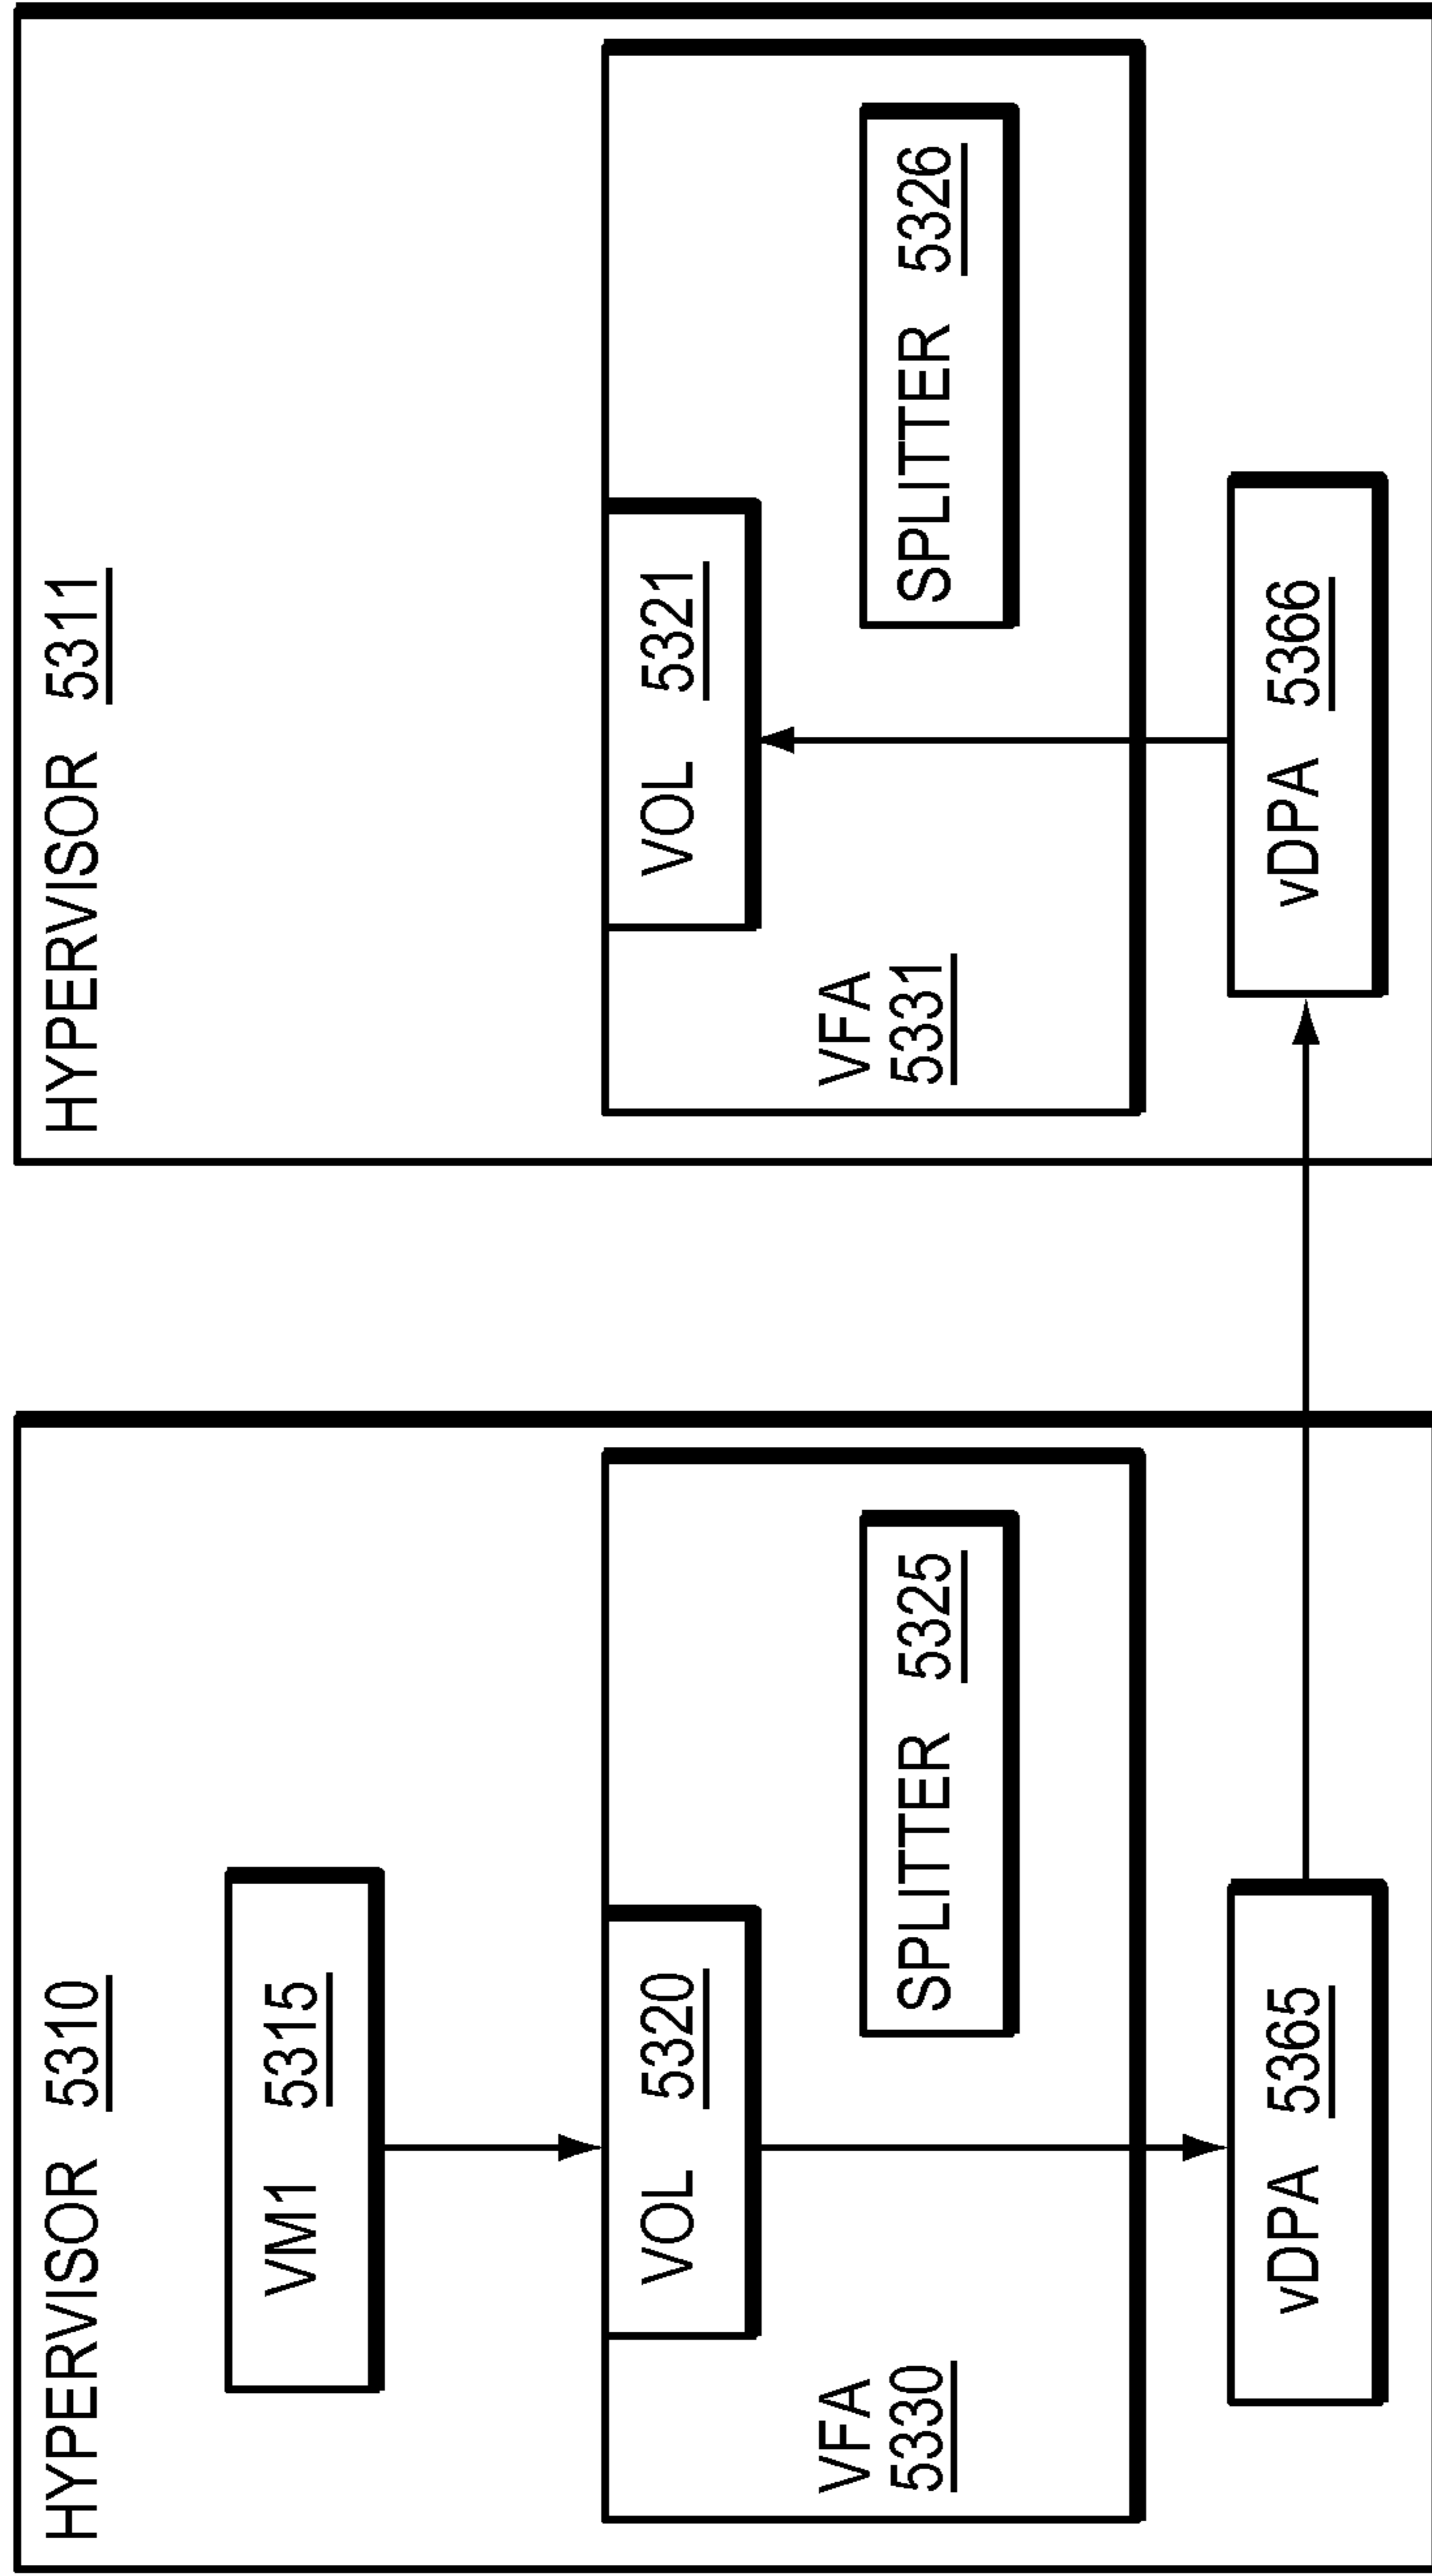 HYPERVISOR 5310
VM1 5315
VOL 5320
VFA
5330
SPLITTER 5325
vDPA 5365
HYPERVISOR 5311
VOL 5321
VFA
5331
SPLITTER 5326
vDPA 5366